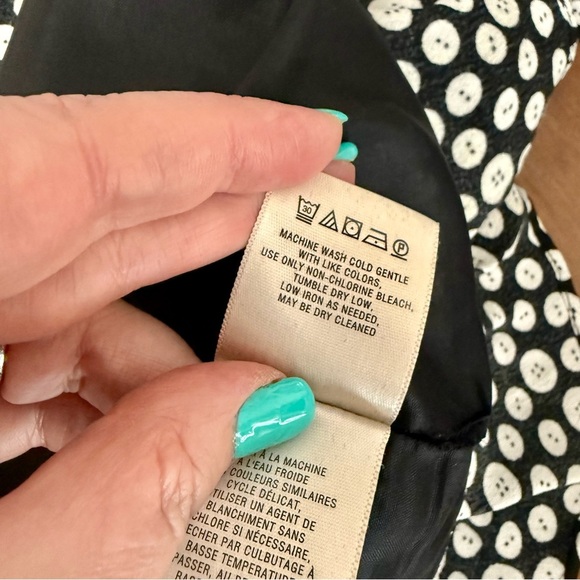 30 P
MACHINE WASH COLD GENTLE
WITH LIKE COLORS,
USE ONLY NON-CHLORINE BLEACH,
TUMBLE DRY LOW,
LOW IRON AS NEEDED,
MAY BE DRY CLEANED
À LA MACHINE
À L'EAU FROIDE
COULEURS SIMILAIRES
CYCLE DÉLICAT,
UTILISER UN AGENT DE
BLANCHIMENT SANS
CHLORE SI NÉCESSAIRE,
SÉCHER PAR CULBUTAGE À
BASSE TEMPÉRATURE